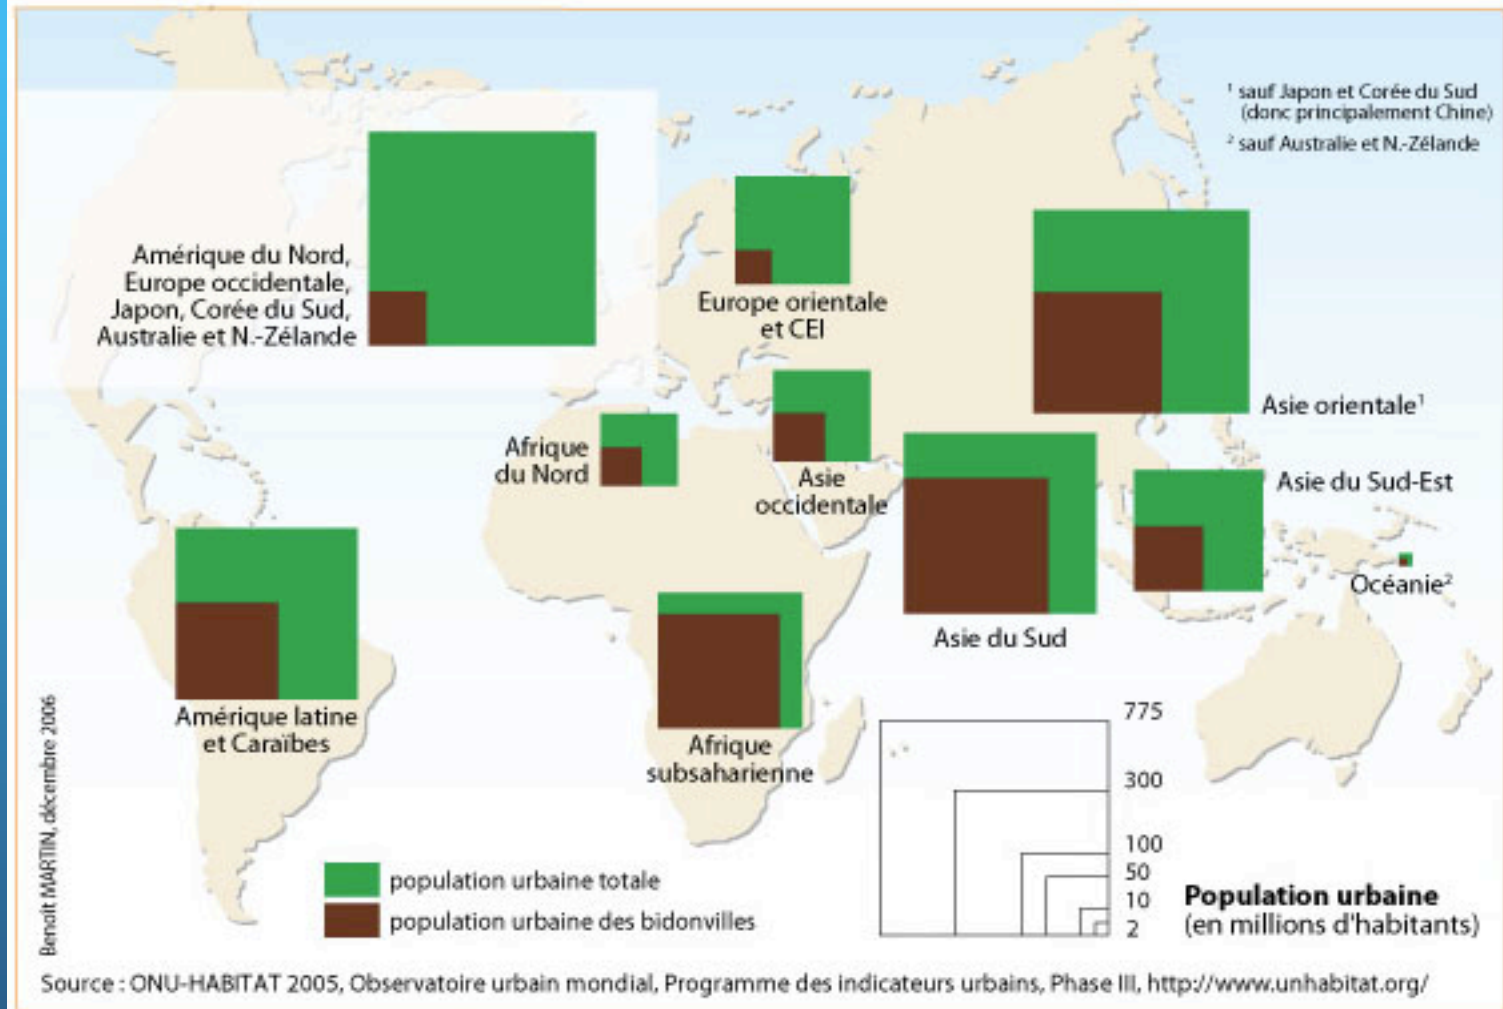 ¹ sauf Japon et Corée du Sud
(donc principalement Chine)
² sauf Australie et N.-Zélande
Amérique du Nord,
Europe occidentale,
Japon, Corée du Sud,
Australie et N.-Zélande
Europe orientale
et CEI
Asie orientale¹
Afrique
du Nord
Asie
occidentale
Asie du Sud-Est
Océanie²
Asie du Sud
Amérique latine
et Caraïbes
Afrique
subsaharienne
775
300
100
50
10
2
Population urbaine
(en millions d'habitants)
population urbaine totale
population urbaine des bidonvilles
Benoît MARTIN, décembre 2006
Source : ONU-HABITAT 2005, Observatoire urbain mondial, Programme des indicateurs urbains, Phase III, http://www.unhabitat.org/